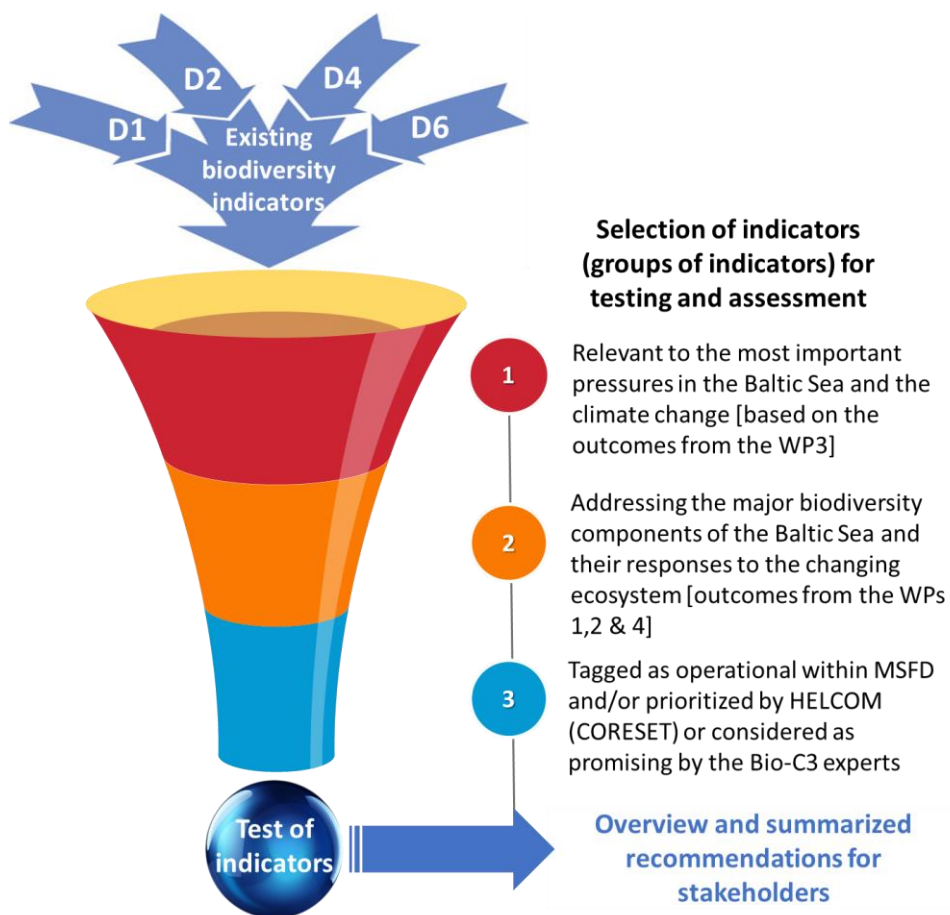 D1
D2
D4
D6
Existing
biodiversity
indicators
Selection of indicators
(groups of indicators) for
testing and assessment
1
Relevant to the most important
pressures in the Baltic Sea and the
climate change [based on the
outcomes from the WP3]
2
Addressing the major biodiversity
components of the Baltic Sea and
their responses to the changing
ecosystem [outcomes from the WPs
1,2 & 4]
3
Tagged as operational within MSFD
and/or prioritized by HELCOM
(CORESET) or considered as
promising by the Bio-C3 experts
Test of
indicators
Overview and summarized
recommendations for
stakeholders